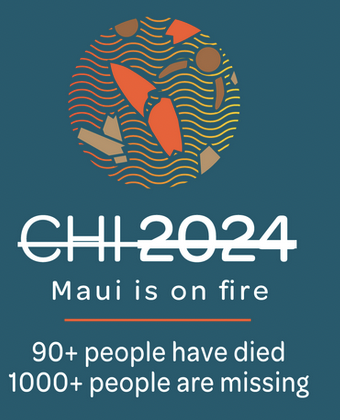 CHI 2024
Maui is on fire
90+ people have died
1000+ people are missing